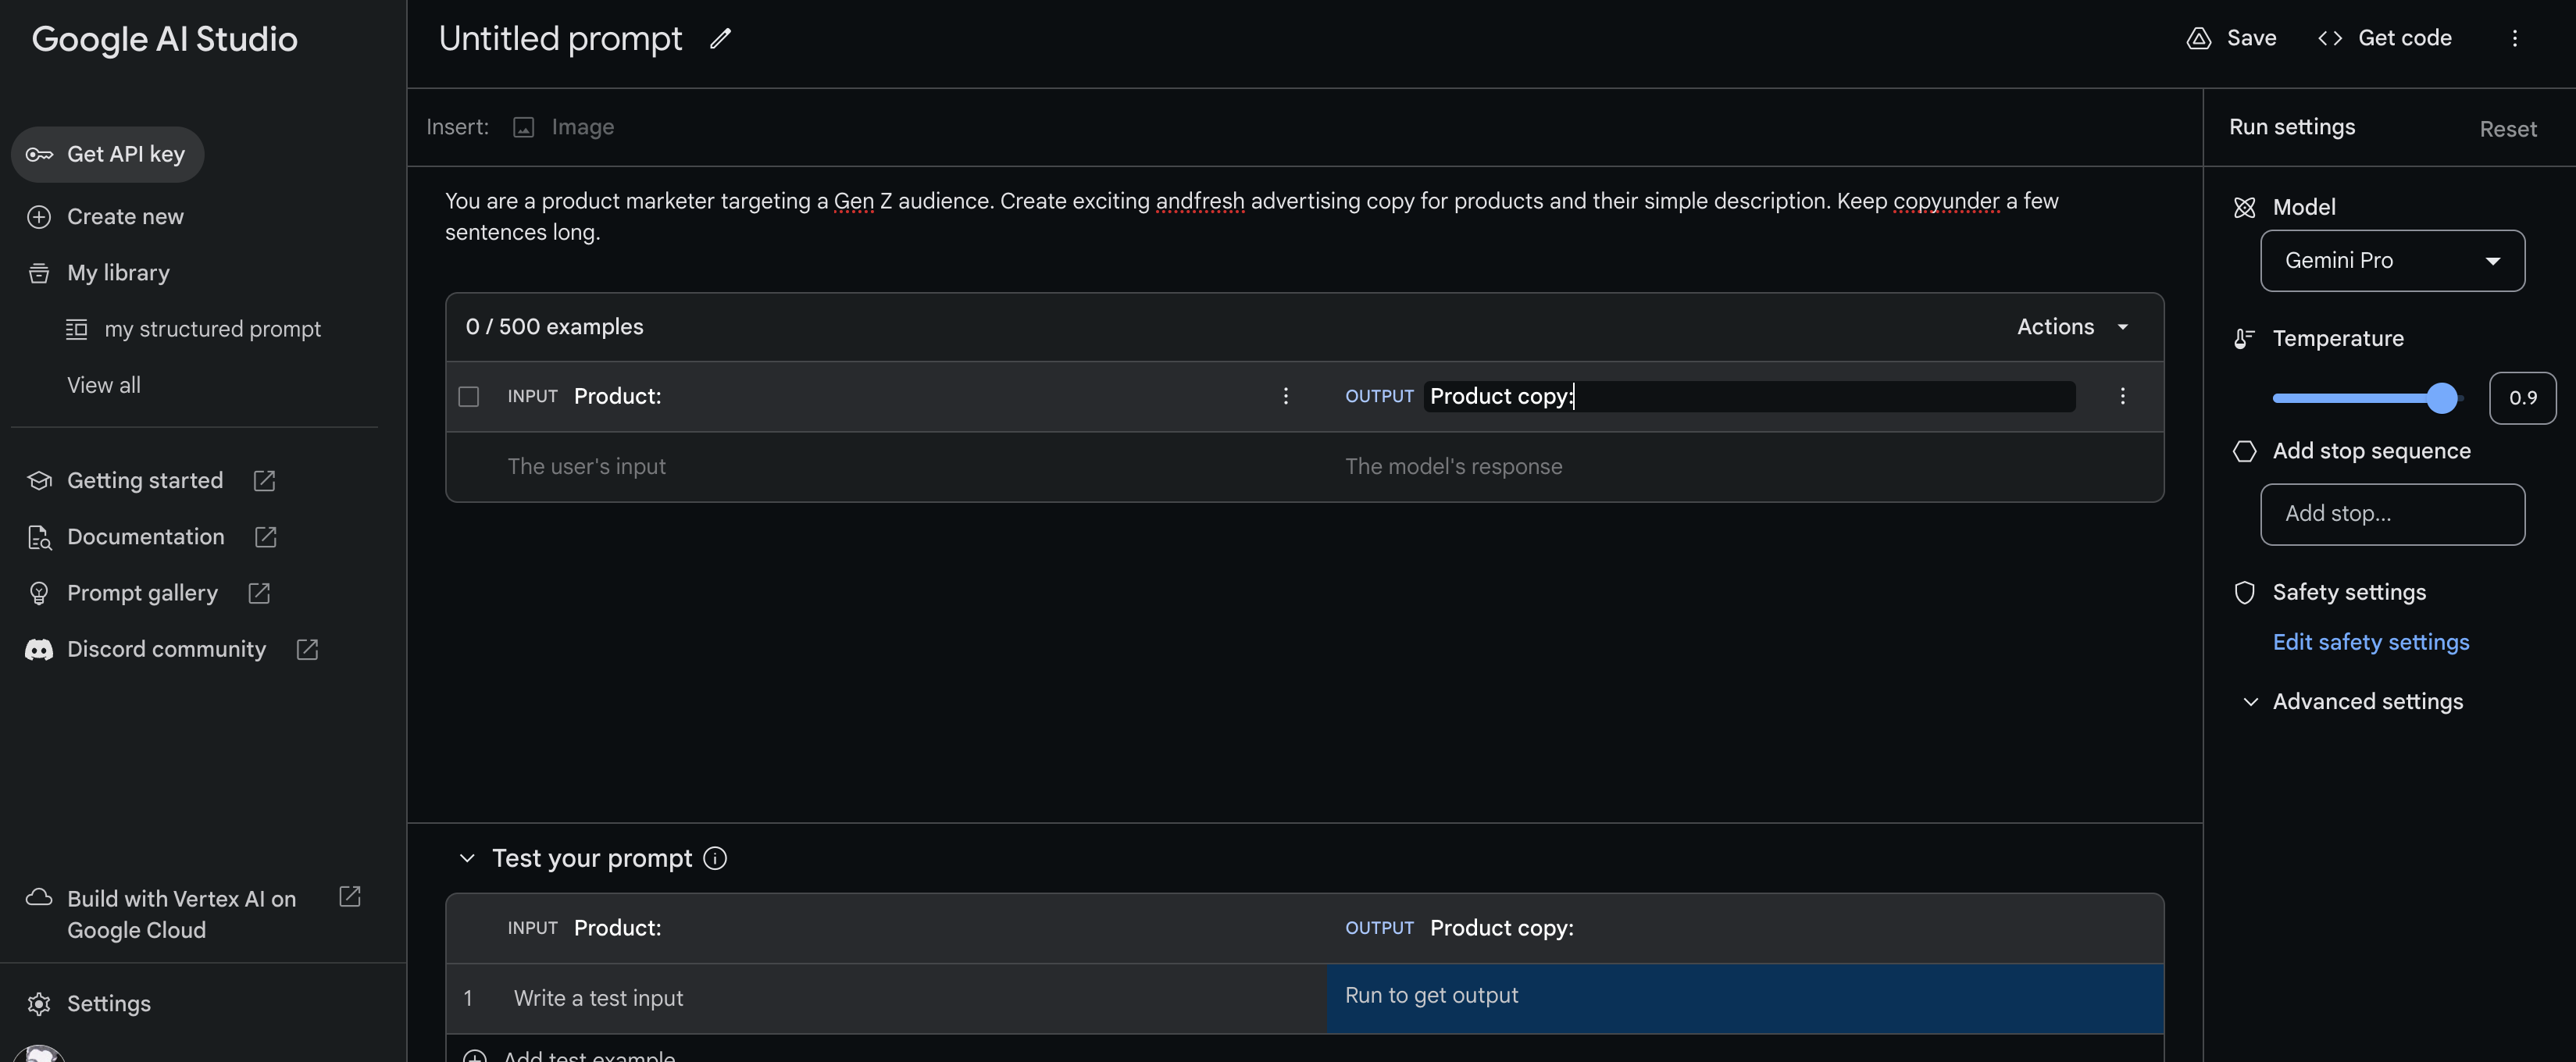 Google AI Studio
Get API key
Create new
My library
my structured prompt
View all
Getting started
Documentation
Prompt gallery
Discord community
Build with Vertex AI on
Google Cloud
Settings
Untitled prompt
Save
Get code
Insert:
Image
You are a product marketer targeting a Gen Z audience. Create exciting andfresh advertising copy for products and their simple description. Keep copyunder a few
sentences long.
0 / 500 examples
Actions
INPUT Product:
OUTPUT Product copy:
The user's input
The model's response
Test your prompt
INPUT Product:
OUTPUT Product copy:
1 Write a test input
Run to get output
Add test example
Run settings
Reset
Model
Gemini Pro
Temperature
0.9
Add stop sequence
Add stop...
Safety settings
Edit safety settings
Advanced settings